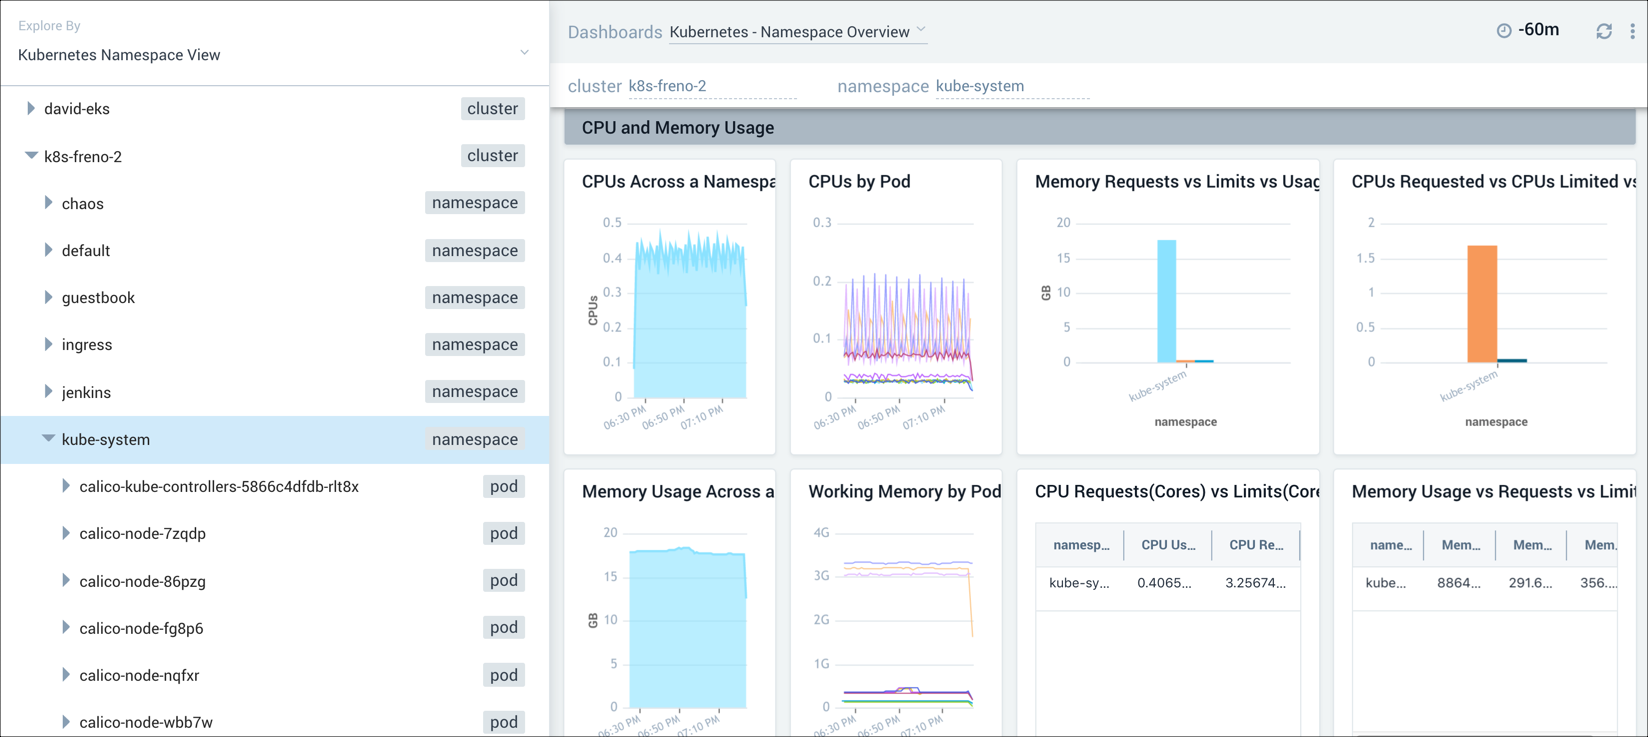 Explore By
Kubernetes Namespace View
david-eks cluster
k8s-freno-2 cluster
chaos namespace
default namespace
guestbook namespace
ingress namespace
jenkins namespace
kube-system namespace
calico-kube-controllers-5866c4dfdb-rlt8x pod
calico-node-7zqdp pod
calico-node-86pzg pod
calico-node-fg8p6 pod
calico-node-nqfxr pod
calico-node-wbb7w pod
Dashboards Kubernetes - Namespace Overview
-60m
cluster k8s-freno-2 namespace kube-system
CPU and Memory Usage
CPUs Across a Namespa
0.5
0.4
0.3
0.2
0.1
0
CPUs
06:30 PM 06:50 PM 07:10 PM
CPUs by Pod
0.3
0.2
0.1
0
06:30 PM 06:50 PM 07:10 PM
Memory Requests vs Limits vs Usag
20
15
10
5
0
GB
kube-system
namespace
CPUs Requested vs CPUs Limited vs
2
1.5
1
0.5
0
kube-system
namespace
Memory Usage Across a
20
15
10
5
0
GB
06:30 PM 06:50 PM 07:10 PM
Working Memory by Pod
4G
3G
2G
1G
0
06:30 PM 06:50 PM 07:10 PM
CPU Requests(Cores) vs Limits(Core
namesp... CPU Us... CPU Re...
kube-sy... 0.4065... 3.25674...
Memory Usage vs Requests vs Limit
name... Mem... Mem... Mem.
kube... 8864... 291.6... 356....